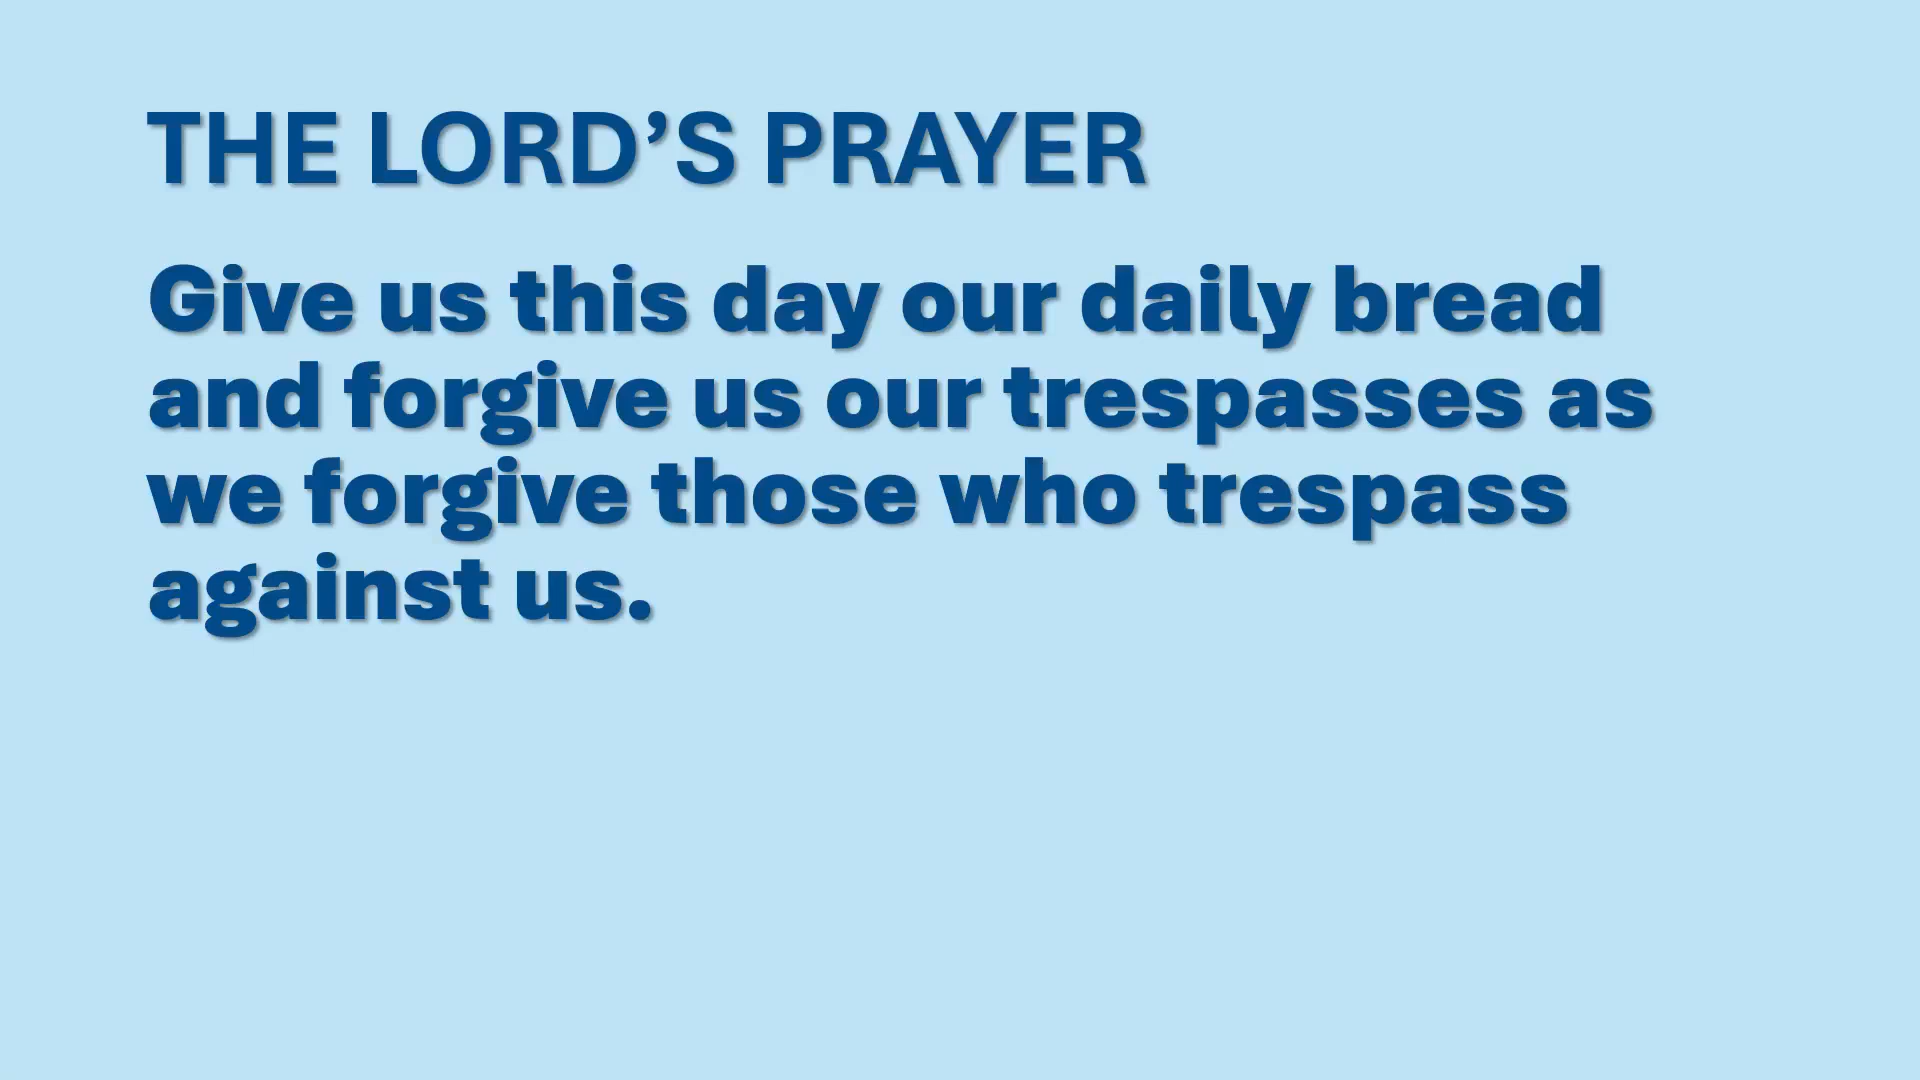 THE LORD’S PRAYER
Give us this day our daily bread
and forgive us our trespasses as
we forgive those who trespass
against us.